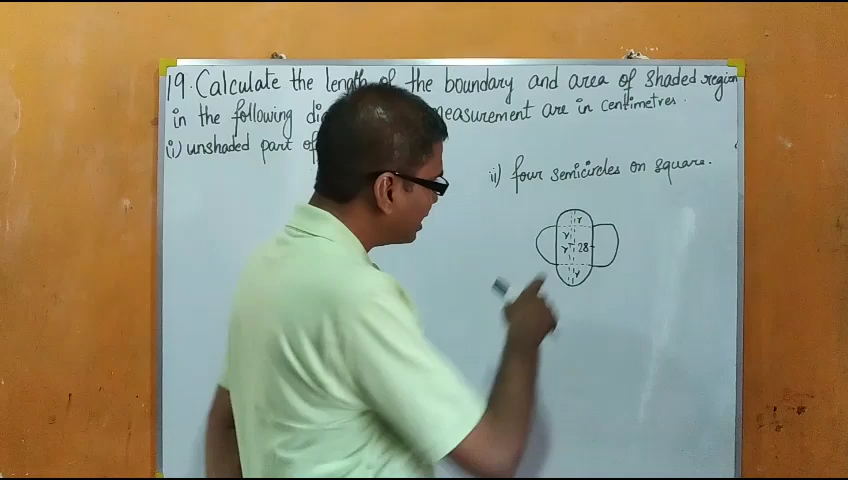 19. Calculate the length of the boundary and area of shaded region
in the following measurement are in centimetres.
i) unshaded part of
ii) four semicircles on square.
r
r
r 28
r